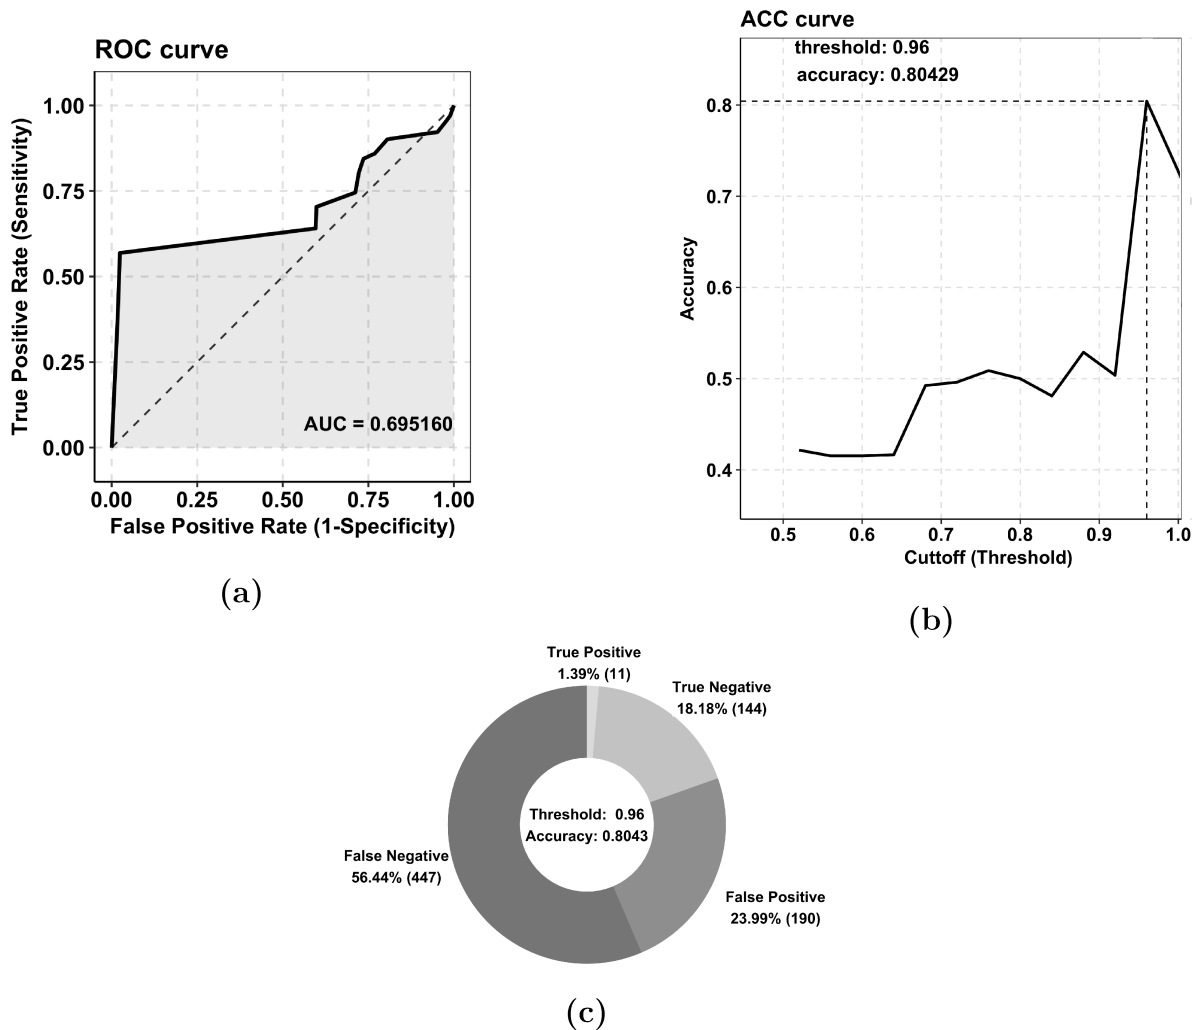 ROC curve
True Positive Rate (Sensitivity)
1.00
0.75
0.50
0.25
0.00
AUC = 0.695160
0.00 0.25 0.50 0.75 1.00
False Positive Rate (1-Specificity)
(a)
ACC curve
threshold: 0.96
accuracy: 0.80429
Accuracy
0.8
0.7
0.6
0.5
0.4
0.5 0.6 0.7 0.8 0.9 1.0
Cuttoff (Threshold)
(b)
True Positive
1.39% (11)
True Negative
18.18% (144)
Threshold: 0.96
Accuracy: 0.8043
False Negative
56.44% (447)
False Positive
23.99% (190)
(c)